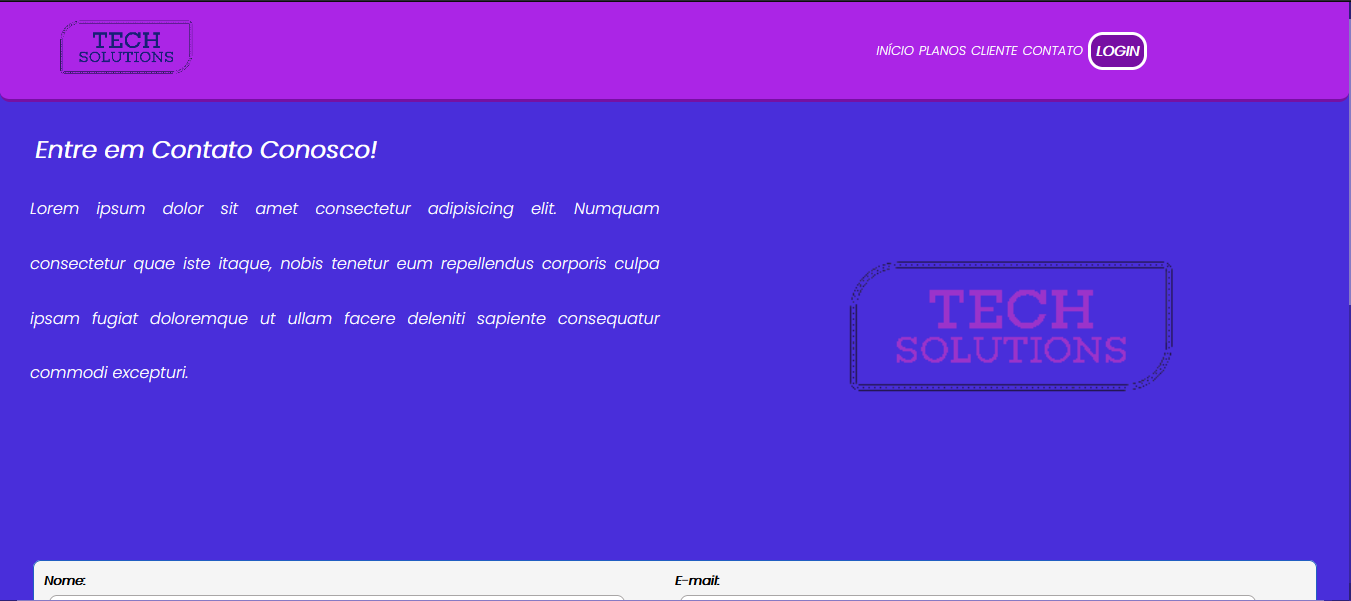 TECH
SOLUTIONS
INÍCIO PLANOS CLIENTE CONTATO LOGIN
Entre em Contato Conosco!
Lorem ipsum dolor sit amet consectetur adipisicing elit. Numquam
consectetur quae iste itaque, nobis tenetur eum repellendus corporis culpa
ipsam fugiat doloremque ut ullam facere deleniti sapiente consequatur
commodi excepturi.
TECH
SOLUTIONS
Nome: E-mail: